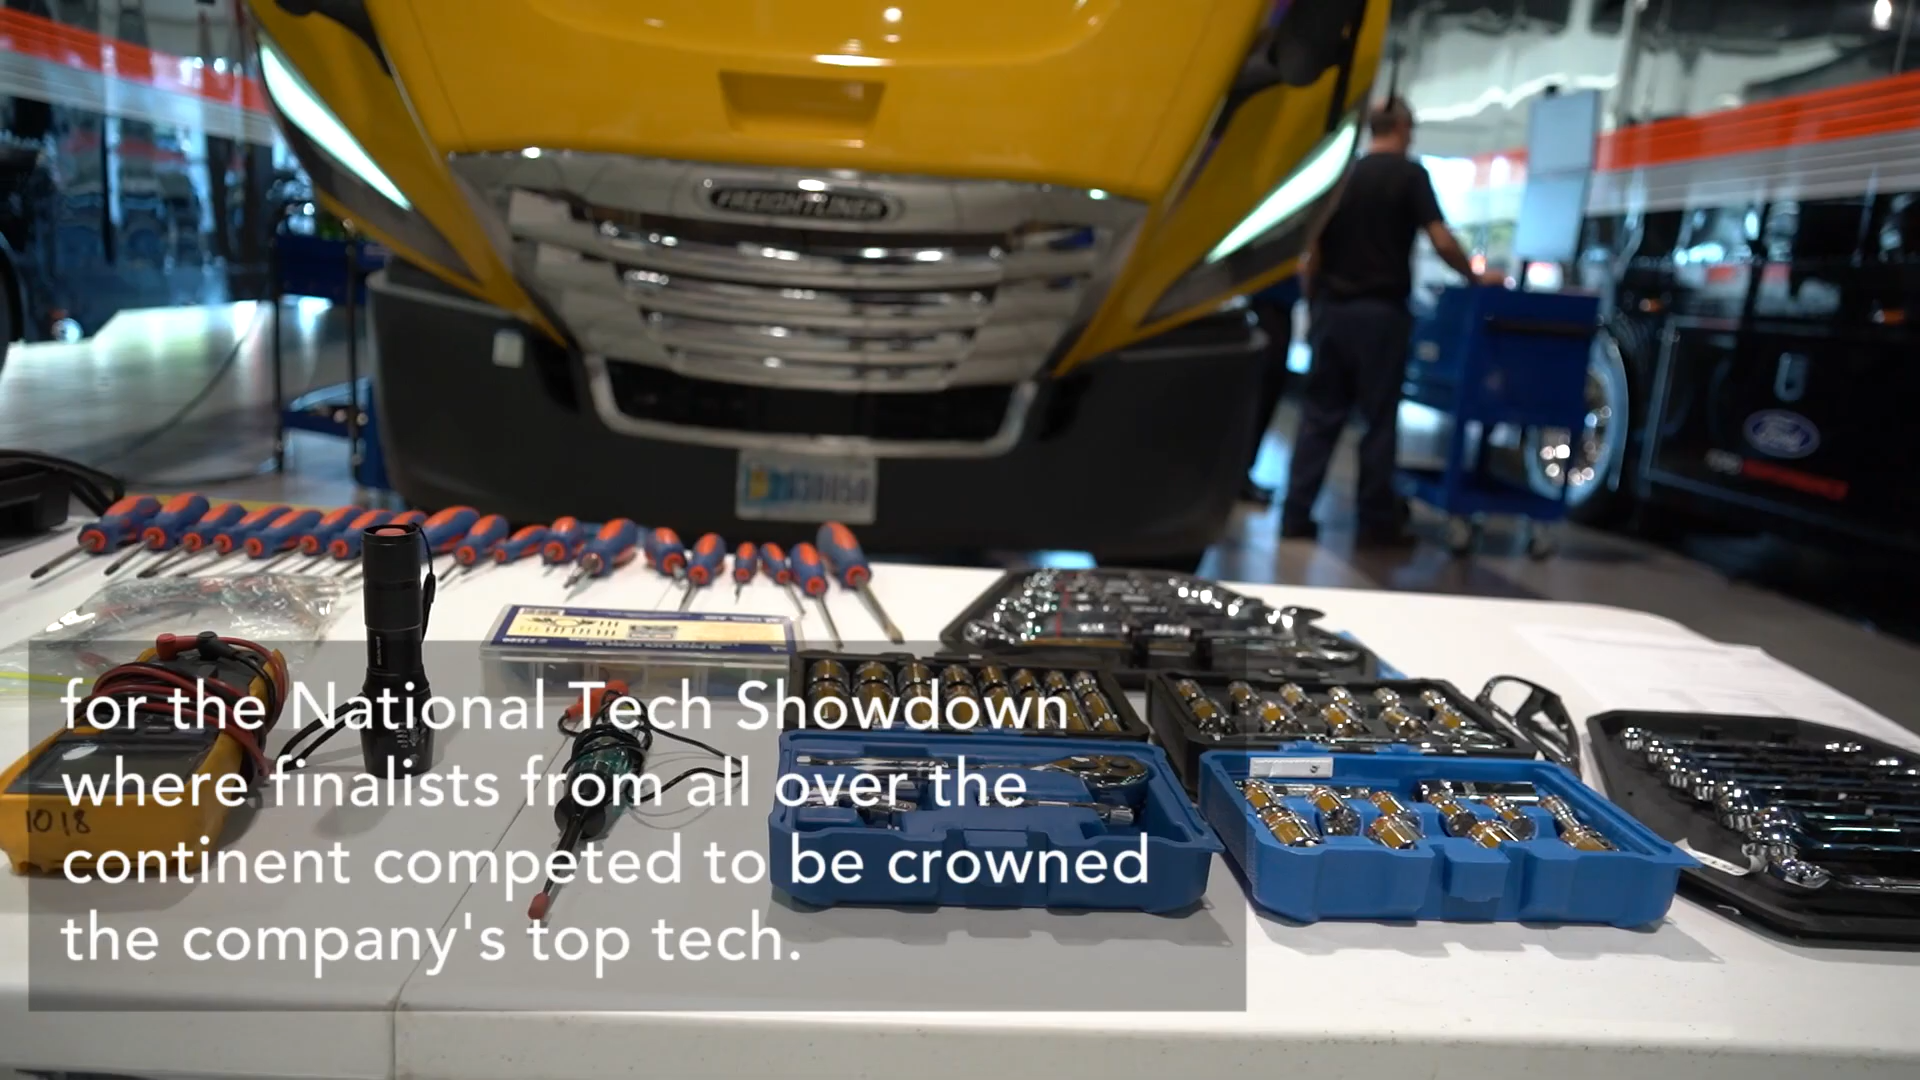 FREIGHTLINER
Ford
1018
for the National Tech Showdown
where finalists from all over the
continent competed to be crowned
the company's top tech.